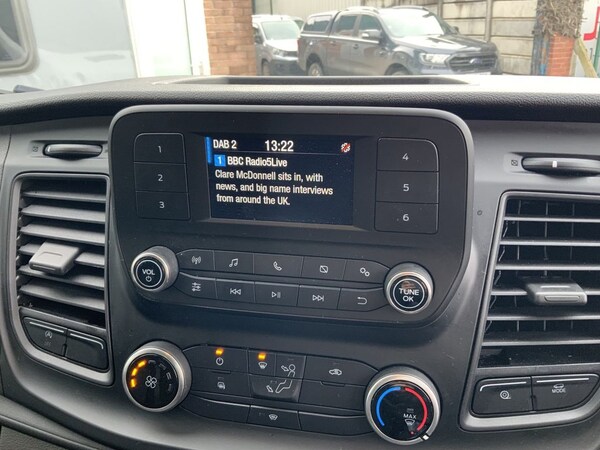 DAB 2 13:22
1 BBC Radio5Live
Clare McDonnell sits in, with
news, and big name interviews
from around the UK.
1
2
3
4
5
6
VOL
TUNE
OK
MAX
MODE